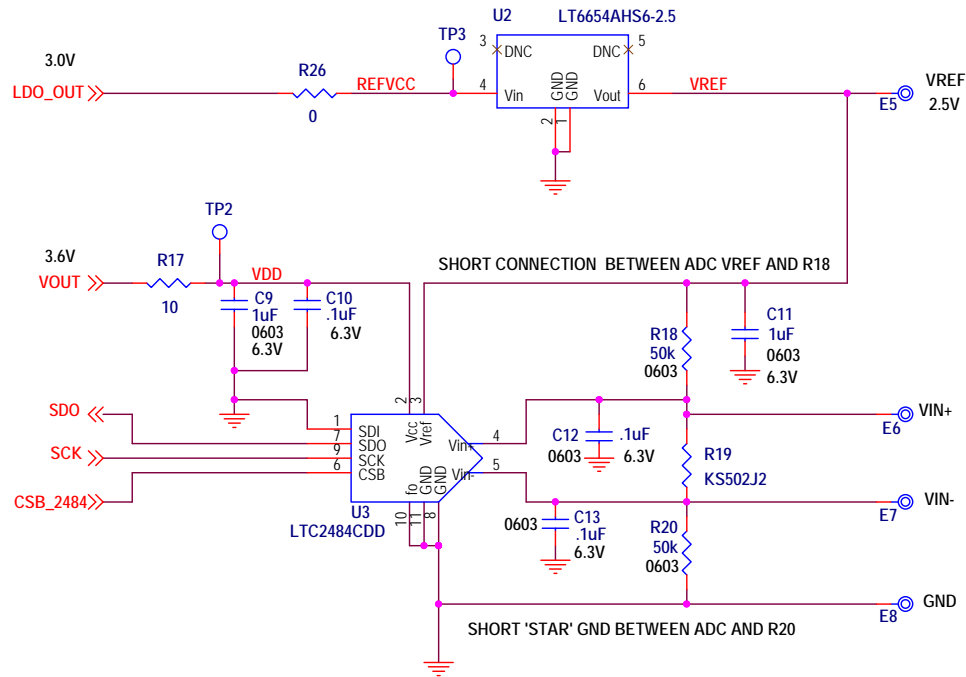 U2
LT6654AHS6-2.5
TP3
3
DNC
DNC
5
3.0V
LDO_OUT
R26
0
REFVCC
4
Vin
GND
GND
Vout
6
VREF
E5
VREF
2.5V
2
1
TP2
3.6V
VOUT
R17
10
VDD
C9
1uF
0603
6.3V
C10
.1uF
6.3V
SHORT CONNECTION BETWEEN ADC VREF AND R18
R18
50k
0603
C11
1uF
0603
6.3V
2
3
SDO
SCK
CSB_2484
1
7
9
6
SDI
SDO
SCK
CSB
Vcc
Vref
Vin+
Vin-
4
5
fo
GND
GND
10
11
8
U3
LTC2484CDD
C12
0603
.1uF
6.3V
R19
KS502J2
E6
VIN+
0603
C13
.1uF
6.3V
E7
VIN-
R20
50k
0603
E8
GND
SHORT 'STAR' GND BETWEEN ADC AND R20